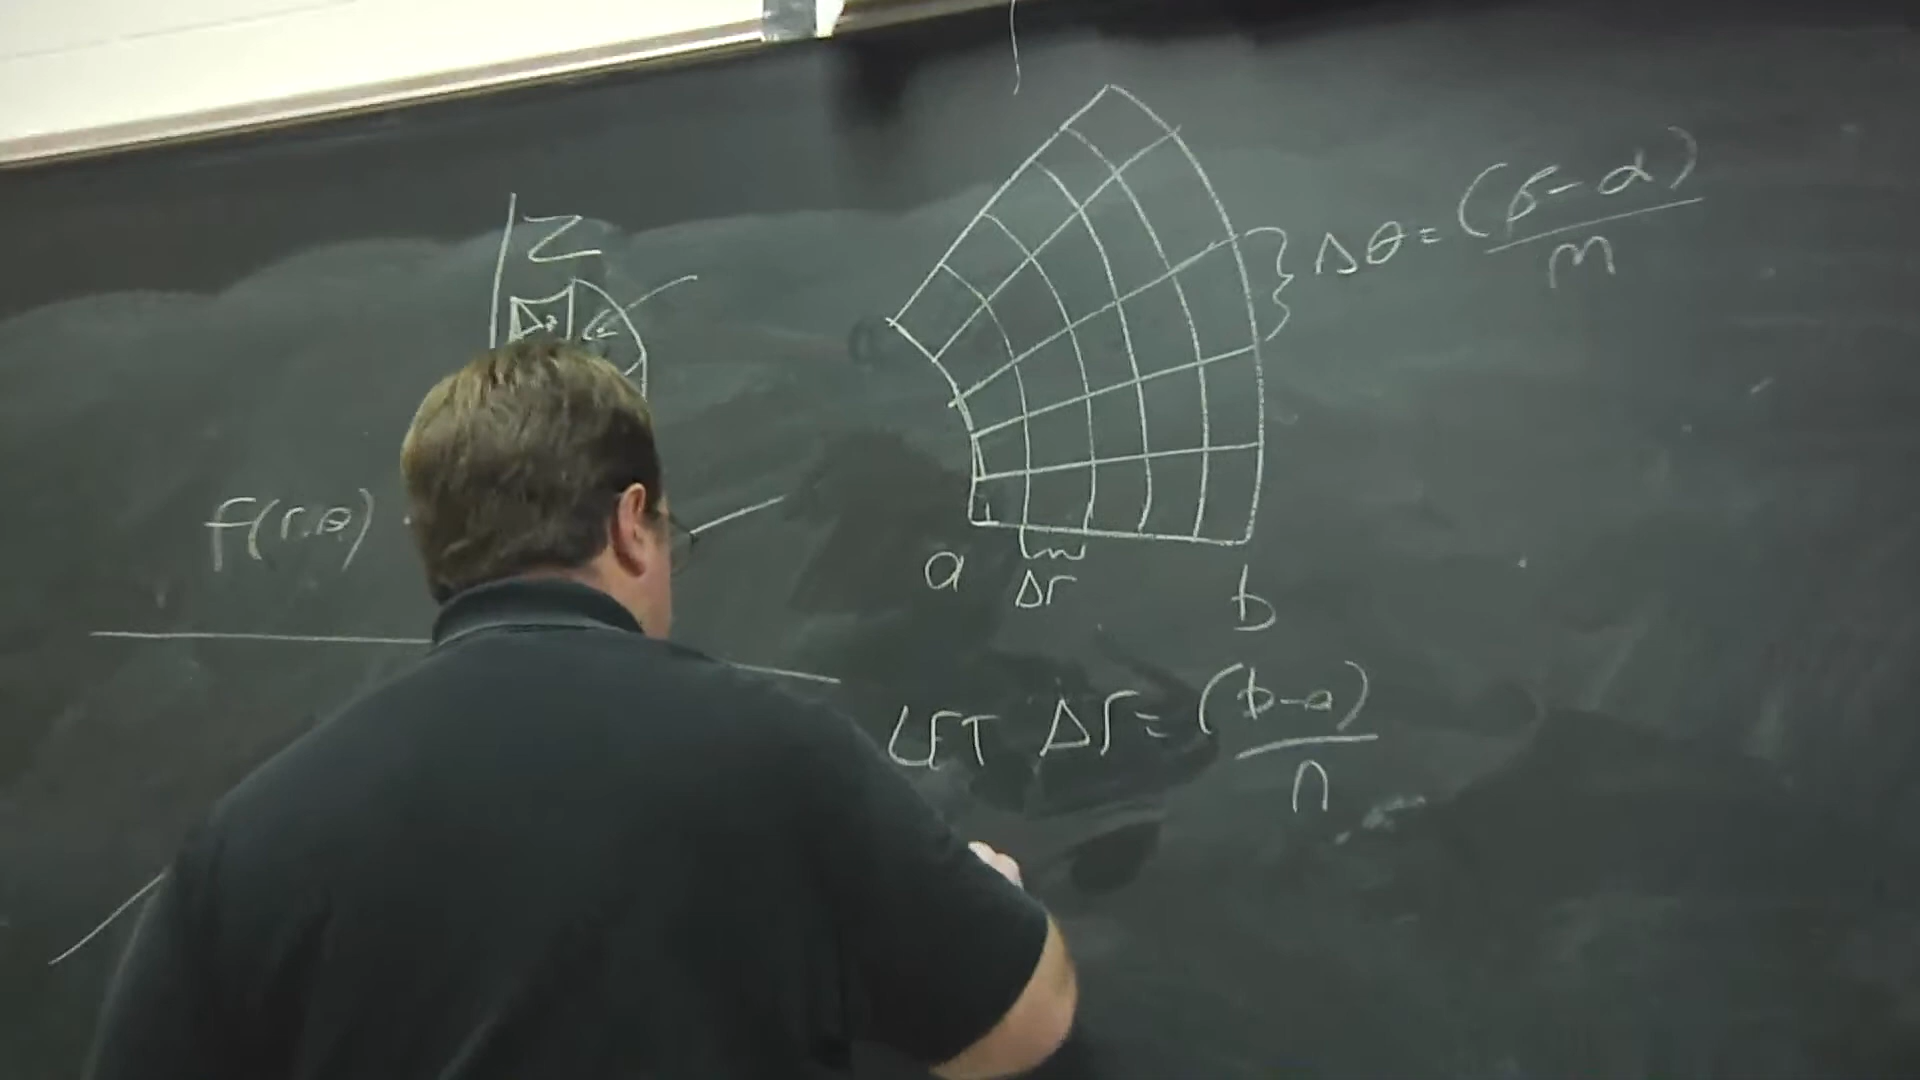 Z
Δθ = (β - α)
m
f(r,θ)
a
Δr
b
LET Δr = (b-a)
n